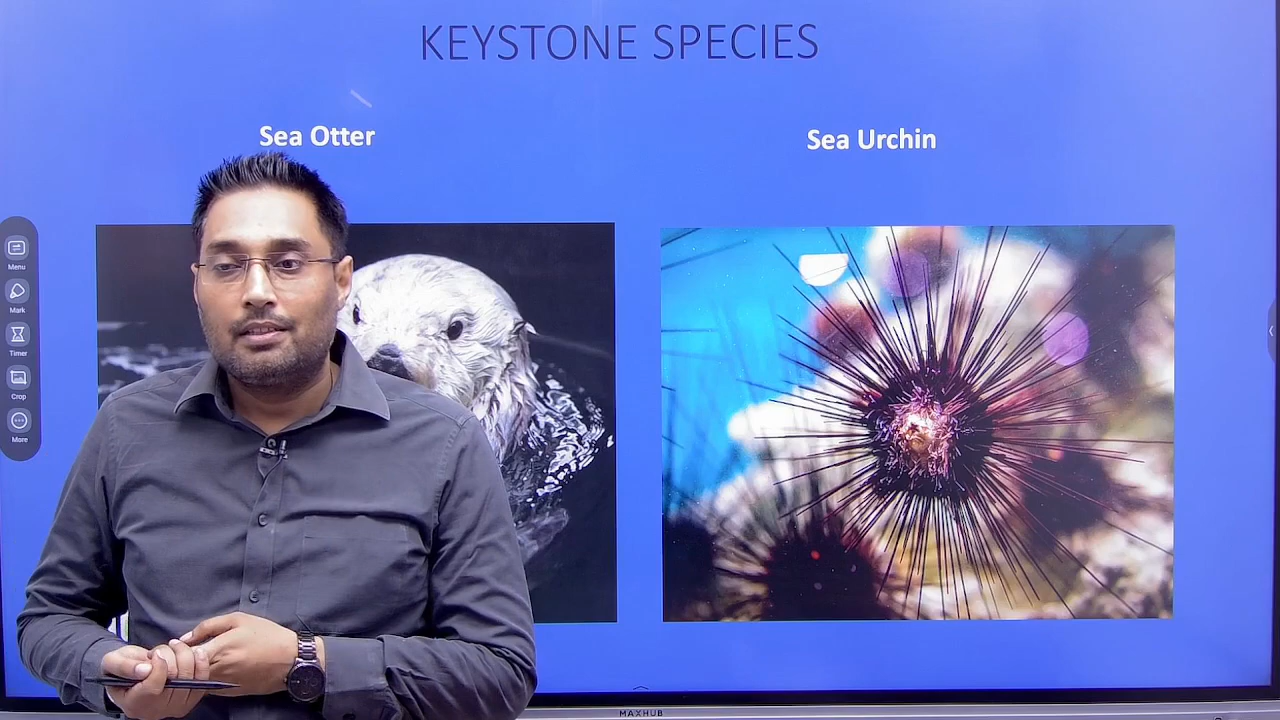 KEYSTONE SPECIES
Sea Otter
Sea Urchin
Menu
Mark
Timer
Crop
More
MAXHUB